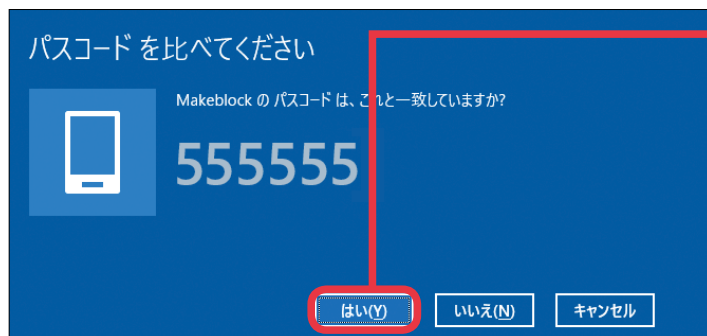 パスコード を比べてください
Makeblock の パスコード は、これと一致していますか?
555555
はい(Y)
いいえ(N)
キャンセル